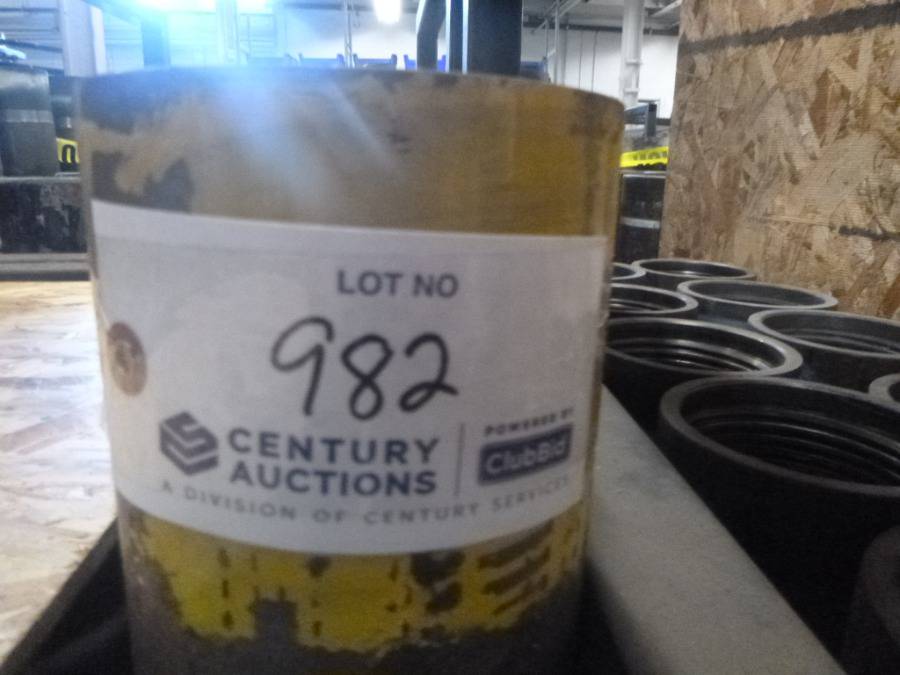 LOT NO
982
CENTURY
AUCTIONS
POWERED BY
ClubBid
A DIVISION OF CENTURY SERVICES